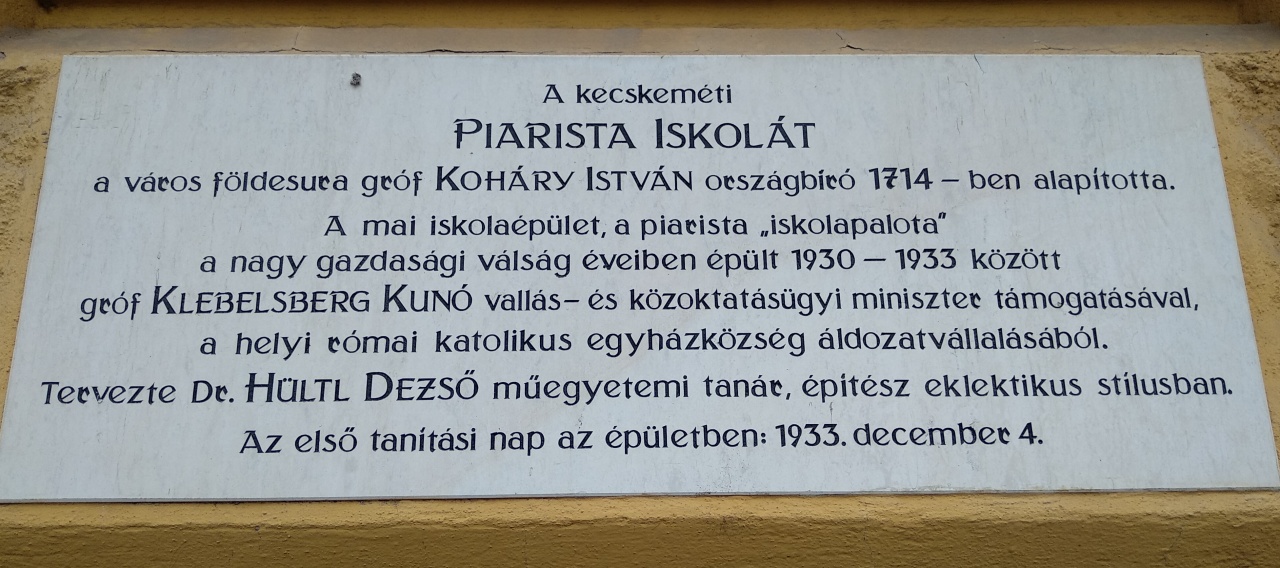 A kecskeméti
PIARISTA ISKOLÁT
a város földesura gróf KOHÁRY ISTVÁN országbíró 1714 – ben alapította.
A mai iskolaépület, a piarista „iskolapalota”
a nagy gazdasági válság éveiben épült 1930 – 1933 között
gróf KLEBELSBERG KUNÓ vallás- és közoktatásügyi miniszter támogatásával,
a helyi római katolikus egyházközség áldozatvállalásából.
Tervezte Dr. HÜLTL DEZSŐ műegyetemi tanár, építész eklektikus stílusban.
Az első tanítási nap az épületben: 1933. december 4.